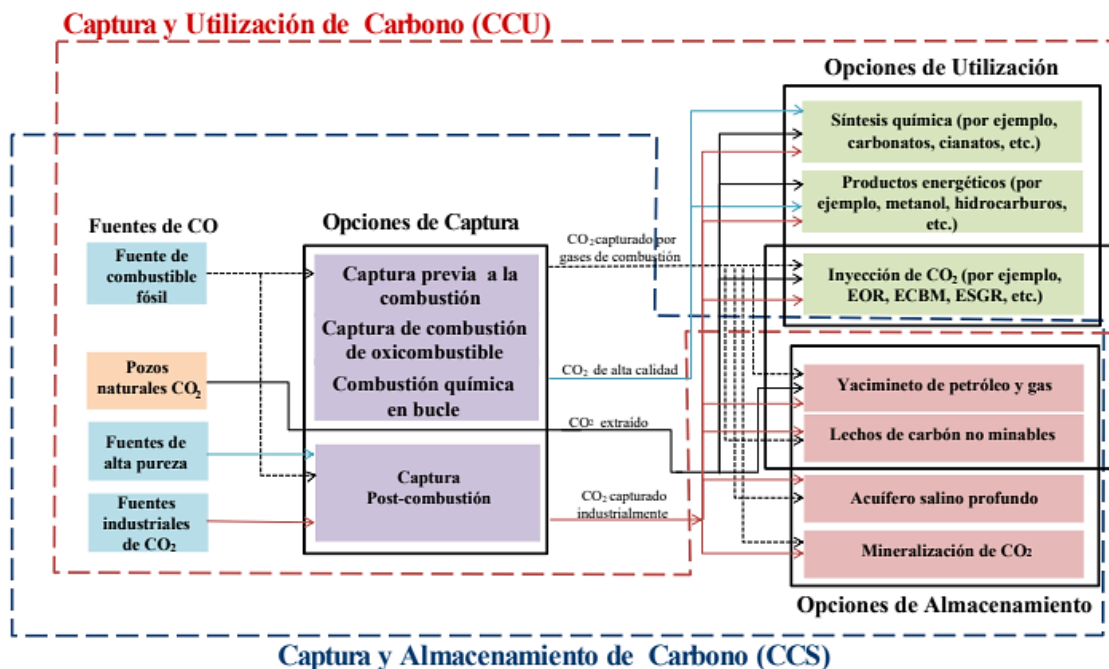 Captura y Utilización de Carbono (CCU)
Opciones de Utilización
Síntesis química (por ejemplo,
carbonatos, cianatos, etc.)
Productos energéticos (por
ejemplo, metanol, hidrocarburos,
etc.)
Inyección de CO₂ (por ejemplo,
EOR, ECBM, ESGR, etc.)
Fuentes de CO
Fuente de
combustible
fósil
Pozos
naturales CO₂
Fuentes de
alta pureza
Fuentes
industriales
de CO₂
Opciones de Captura
Captura previa a la
combustión
Captura de combustión
de oxicombustible
Combustión química
en bucle
Captura
Post-combustión
CO₂ capturado por
gases de combustión
CO₂ de alta calidad
CO² extraído
CO₂ capturado
industrialmente
Yacimineto de petróleo y gas
Lechos de carbón no minables
Acuífero salino profundo
Mineralización de CO₂
Opciones de Almacenamiento
Captura y Almacenamiento de Carbono (CCS)